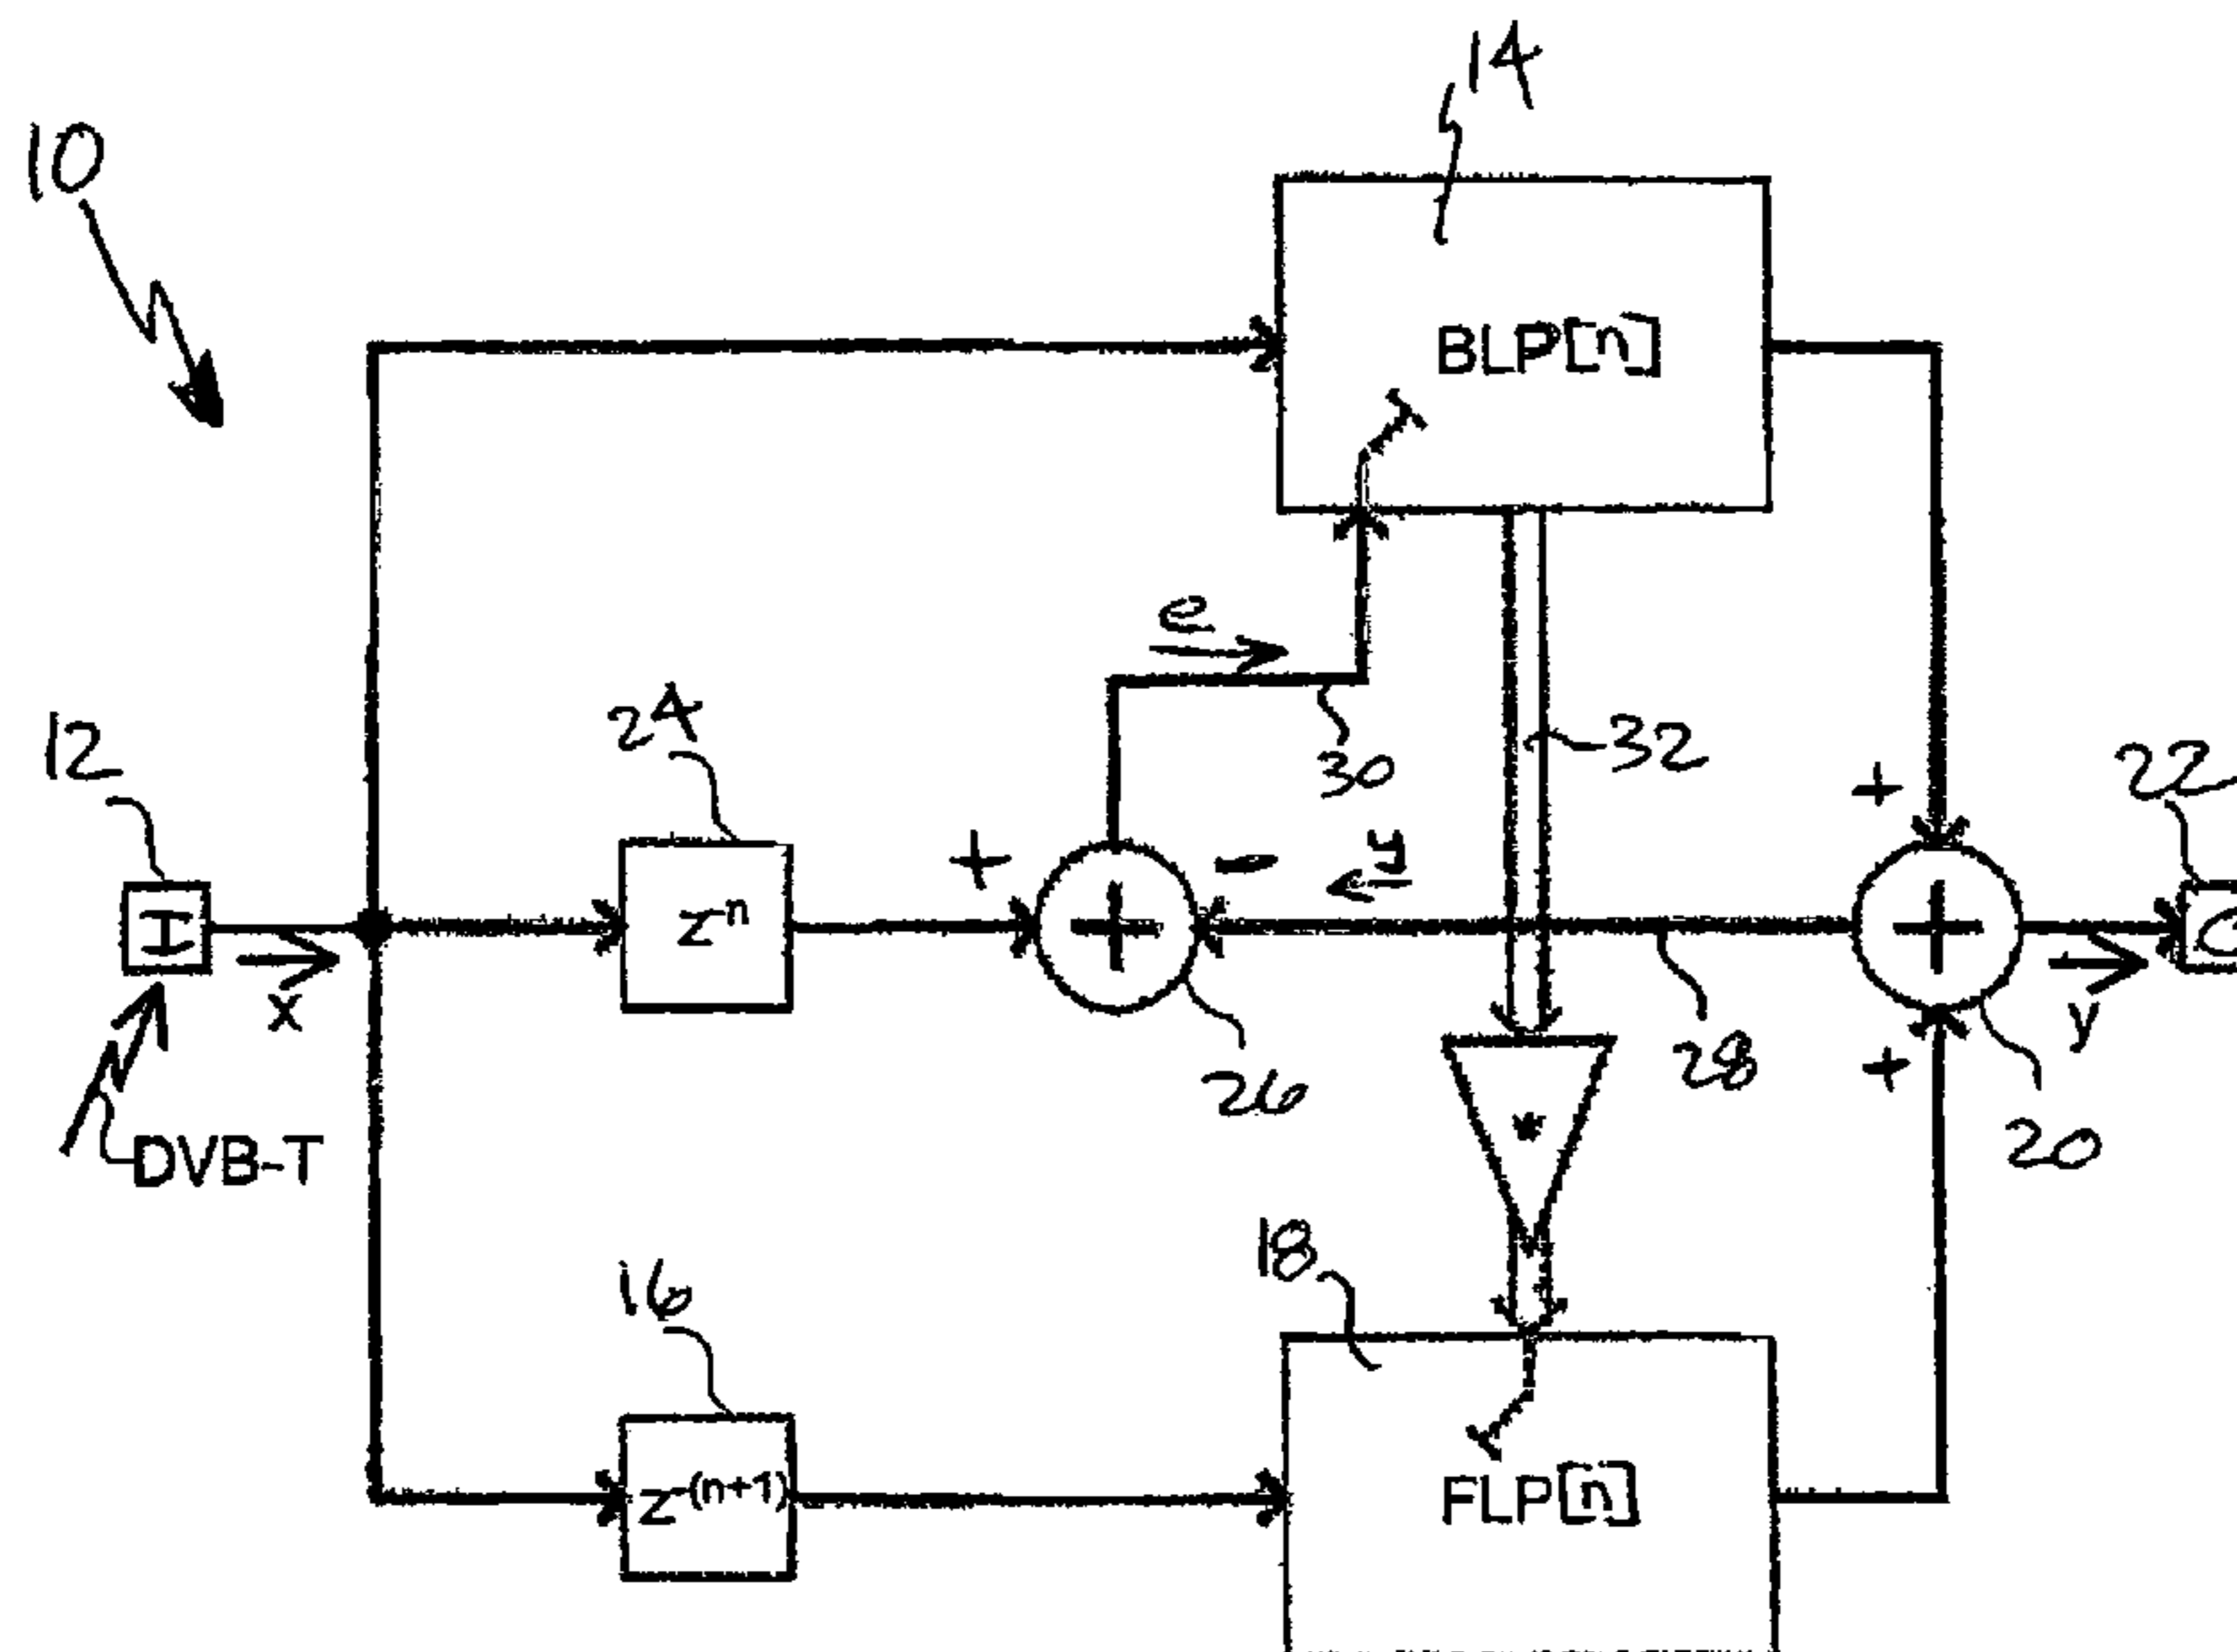 14
10
BLP[n]
e
24
12
30
32
22
+
+
-
y
I
x
z⁻ⁿ
+
+
y
28
26
+
20
DVB-T
*
18
16
z⁻⁽ⁿ⁺¹⁾
FLP[n]